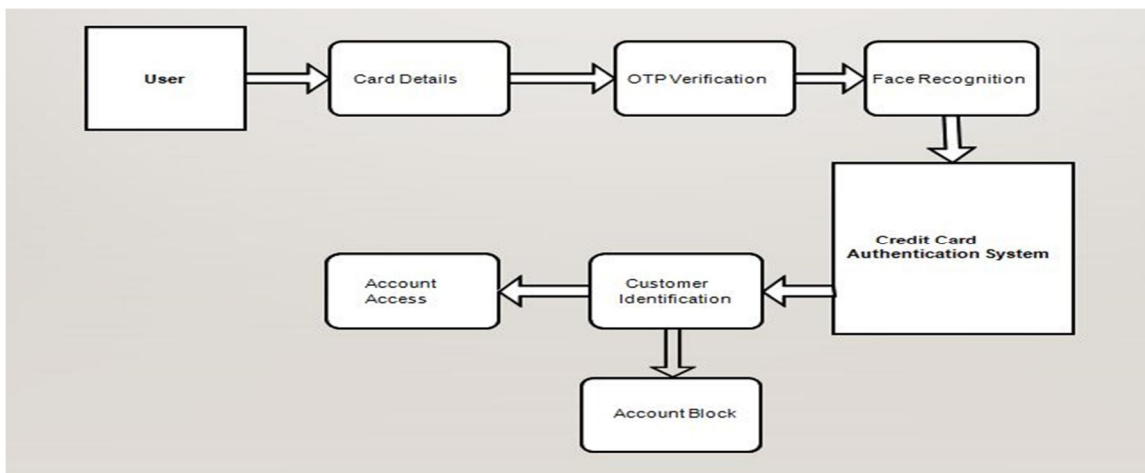 User
Card Details
OTP Verification
Face Recognition
Credit Card
Authentication System
Customer
Identification
Account
Access
Account Block